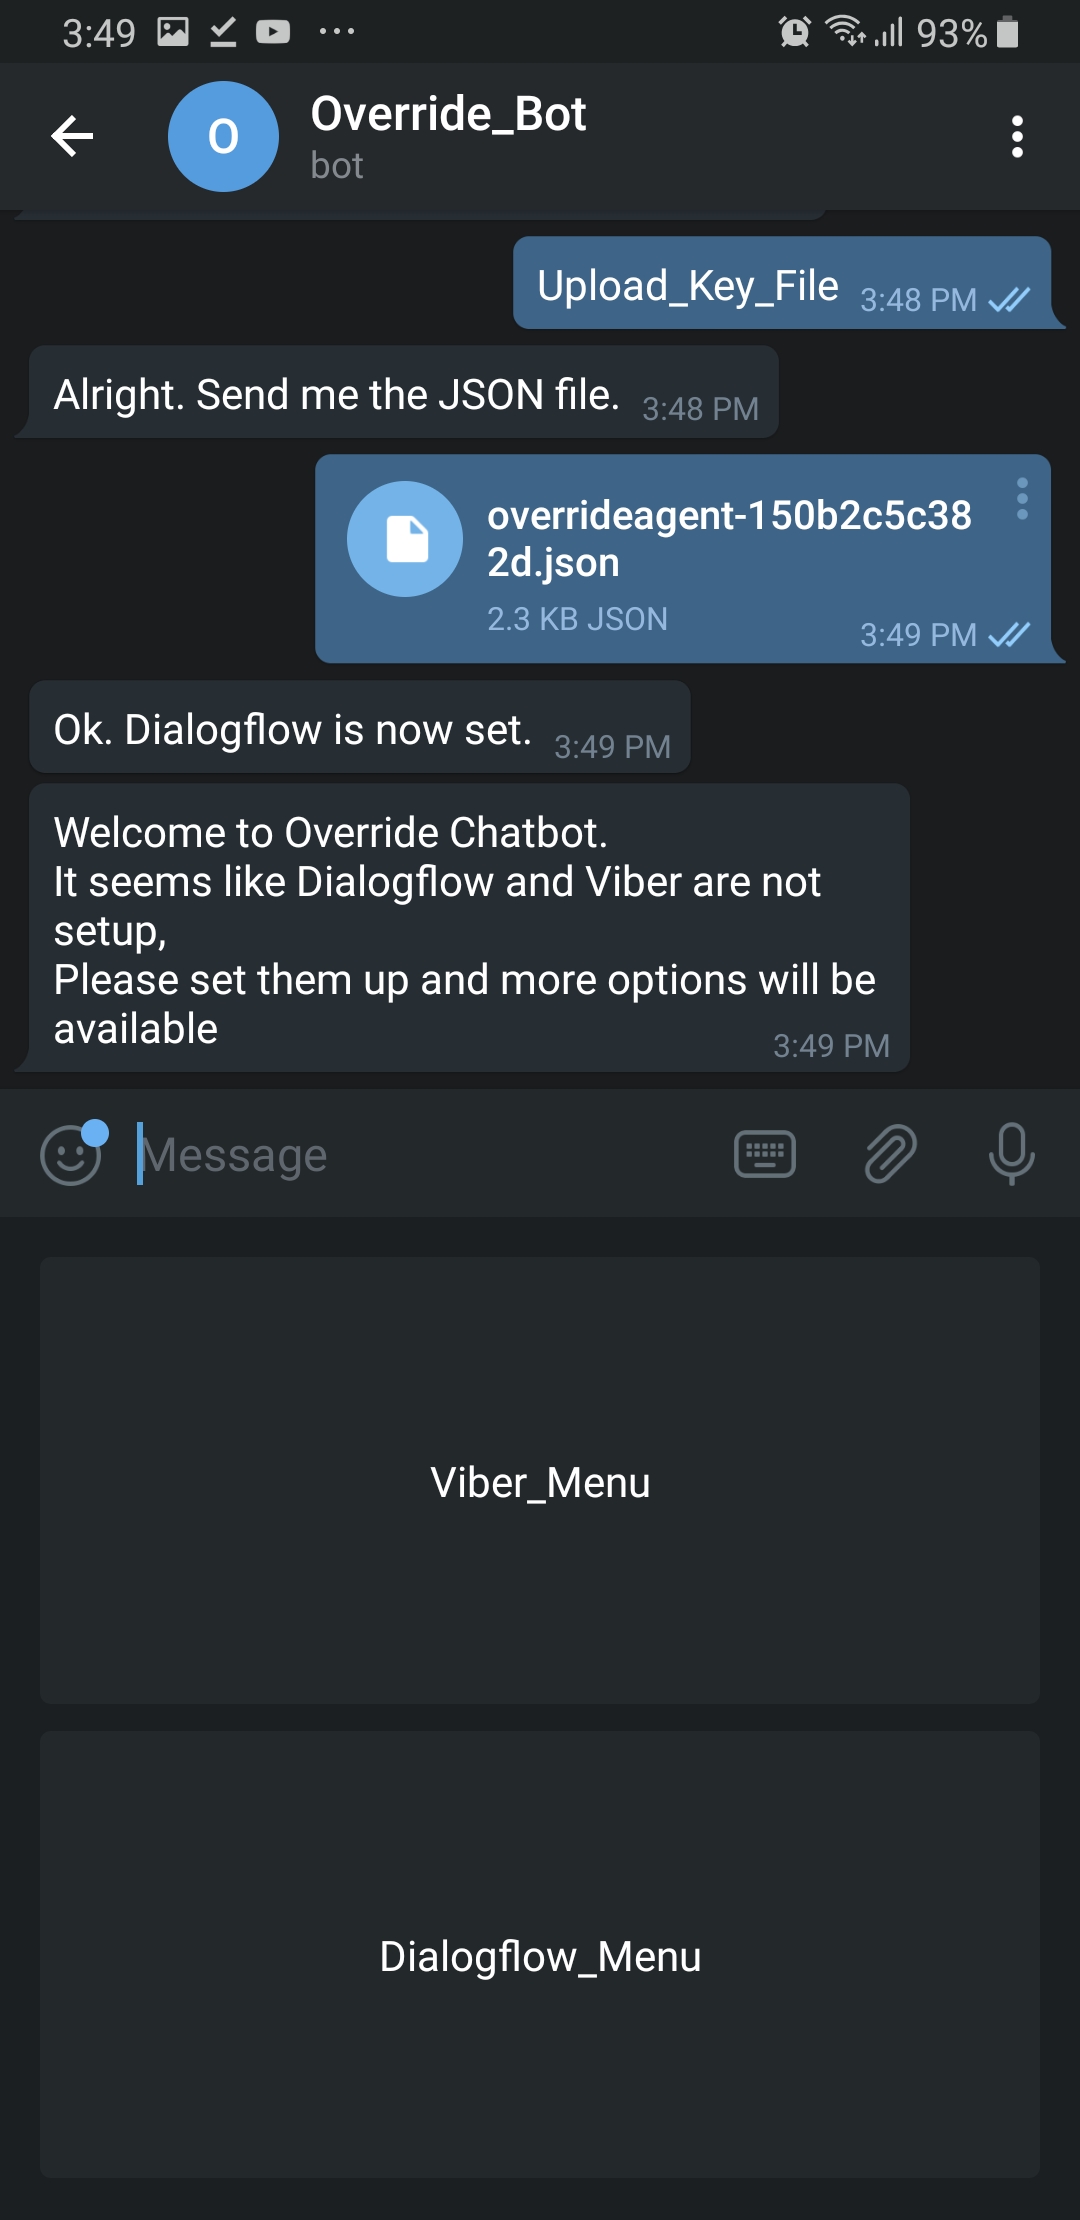 3:49
93%
O
Override_Bot
bot
Upload_Key_File 3:48 PM
Alright. Send me the JSON file. 3:48 PM
overrideagent-150b2c5c38
2d.json
2.3 KB JSON
3:49 PM
Ok. Dialogflow is now set. 3:49 PM
Welcome to Override Chatbot.
It seems like Dialogflow and Viber are not
setup,
Please set them up and more options will be
available
3:49 PM
Message
Viber_Menu
Dialogflow_Menu